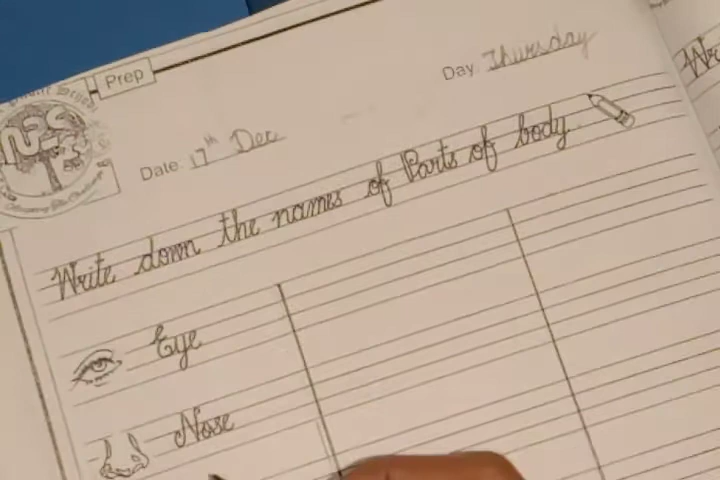 Prep
Day Thursday
Date 17th Dec
Write down the names of Parts of body
Eye
Nose